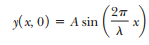 y(x, 0) = A sin (2π/λ x)